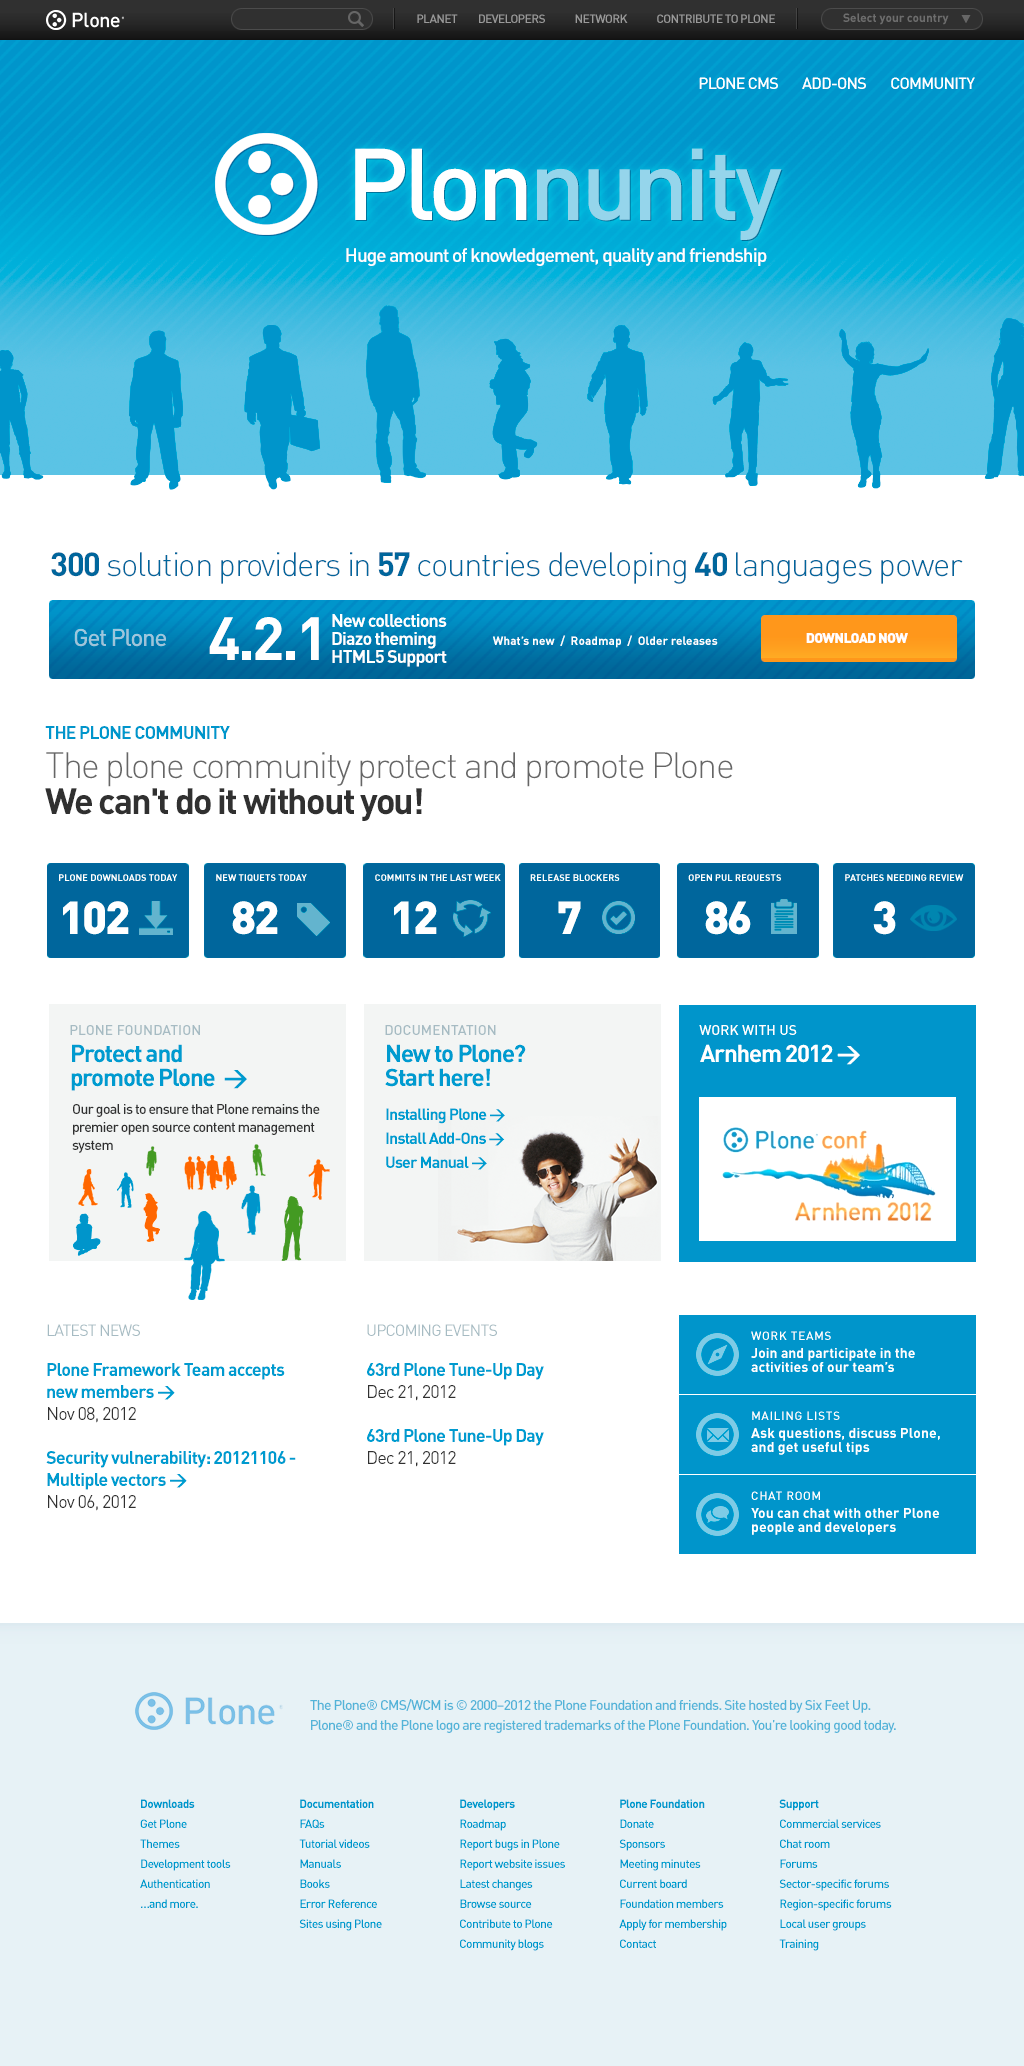 Plone
PLANET DEVELOPERS NETWORK CONTRIBUTE TO PLONE Select your country
PLONE CMS ADD-ONS COMMUNITY
Plonnunity
Huge amount of knowledgement, quality and friendship
300 solution providers in 57 countries developing 40 languages power
Get Plone
4.2.1
New collections
Diazo theming
HTML5 Support
What's new / Roadmap / Older releases
DOWNLOAD NOW
THE PLONE COMMUNITY
The plone community protect and promote Plone
We can't do it without you!
PLONE DOWNLOADS TODAY
102
NEW TIQUETS TODAY
82
COMMITS IN THE LAST WEEK
12
RELEASE BLOCKERS
7
OPEN PUL REQUESTS
86
PATCHES NEEDING REVIEW
3
PLONE FOUNDATION
Protect and
promote Plone
Our goal is to ensure that Plone remains the
premier open source content management
system
DOCUMENTATION
New to Plone?
Start here!
Installing Plone
Install Add-Ons
User Manual
WORK WITH US
Arnhem 2012
Plone conf
Arnhem 2012
LATEST NEWS
Plone Framework Team accepts
new members
Nov 08, 2012
Security vulnerability: 20121106 -
Multiple vectors
Nov 06, 2012
UPCOMING EVENTS
63rd Plone Tune-Up Day
Dec 21, 2012
63rd Plone Tune-Up Day
Dec 21, 2012
WORK TEAMS
Join and participate in the
activities of our team's
MAILING LISTS
Ask questions, discuss Plone,
and get useful tips
CHAT ROOM
You can chat with other Plone
people and developers
Plone
The Plone® CMS/WCM is © 2000–2012 the Plone Foundation and friends. Site hosted by Six Feet Up.
Plone® and the Plone logo are registered trademarks of the Plone Foundation. You're looking good today.
Downloads
Get Plone
Themes
Development tools
Authentication
...and more.
Documentation
FAQs
Tutorial videos
Manuals
Books
Error Reference
Sites using Plone
Developers
Roadmap
Report bugs in Plone
Report website issues
Latest changes
Browse source
Contribute to Plone
Community blogs
Plone Foundation
Donate
Sponsors
Meeting minutes
Current board
Foundation members
Apply for membership
Contact
Support
Commercial services
Chat room
Forums
Sector-specific forums
Region-specific forums
Local user groups
Training